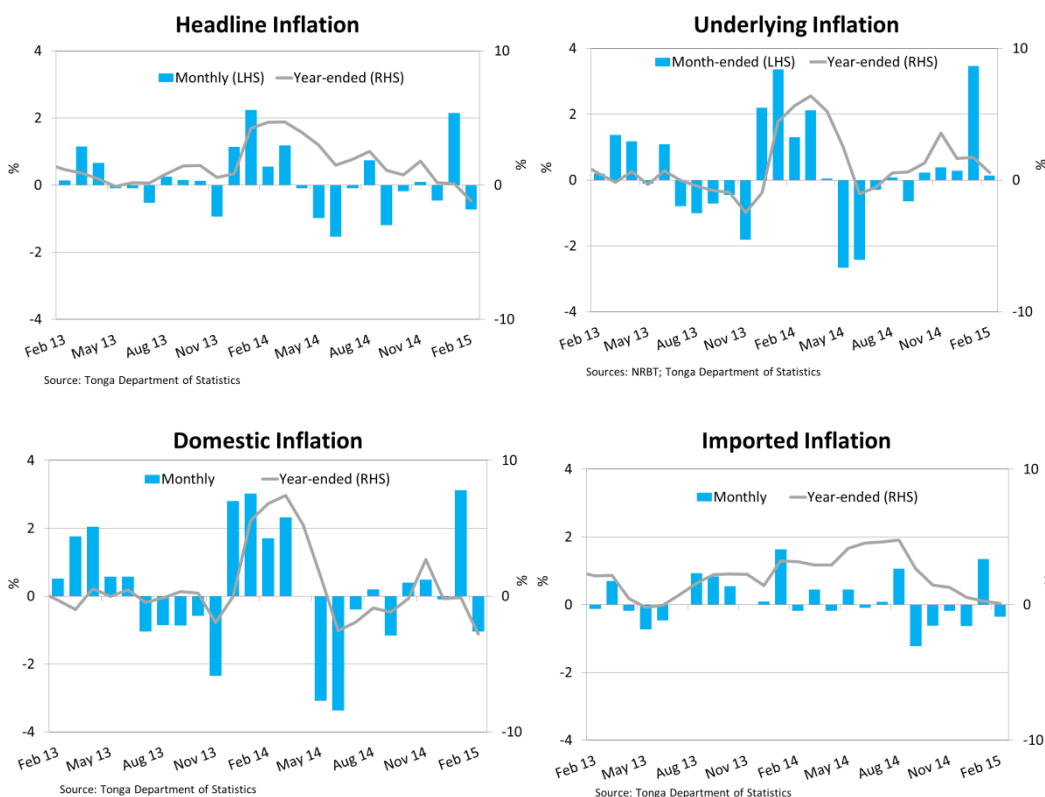 Headline Inflation
4
10
Monthly (LHS)
Year-ended (RHS)
2
%
0
0
%
-2
-4
-10
Feb 13
May 13
Aug 13
Nov 13
Feb 14
May 14
Aug 14
Nov 14
Feb 15
Source: Tonga Department of Statistics
Underlying Inflation
4
10
Month-ended (LHS)
Year-ended (RHS)
2
%
0
0
%
-2
-4
-10
Feb 13
May 13
Aug 13
Nov 13
Feb 14
May 14
Aug 14
Nov 14
Feb 15
Sources: NRBT; Tonga Department of Statistics
Domestic Inflation
4
10
Monthly
Year-ended (RHS)
2
%
0
0
%
-2
-4
-10
Feb 13
May 13
Aug 13
Nov 13
Feb 14
May 14
Aug 14
Nov 14
Feb 15
Source: Tonga Department of Statistics
Imported Inflation
4
10
Monthly
Year-ended (RHS)
2
%
0
0
-2
-4
-10
Feb 13
May 13
Aug 13
Nov 13
Feb 14
May 14
Aug 14
Nov 14
Feb 15
Source: Tonga Department of Statistics